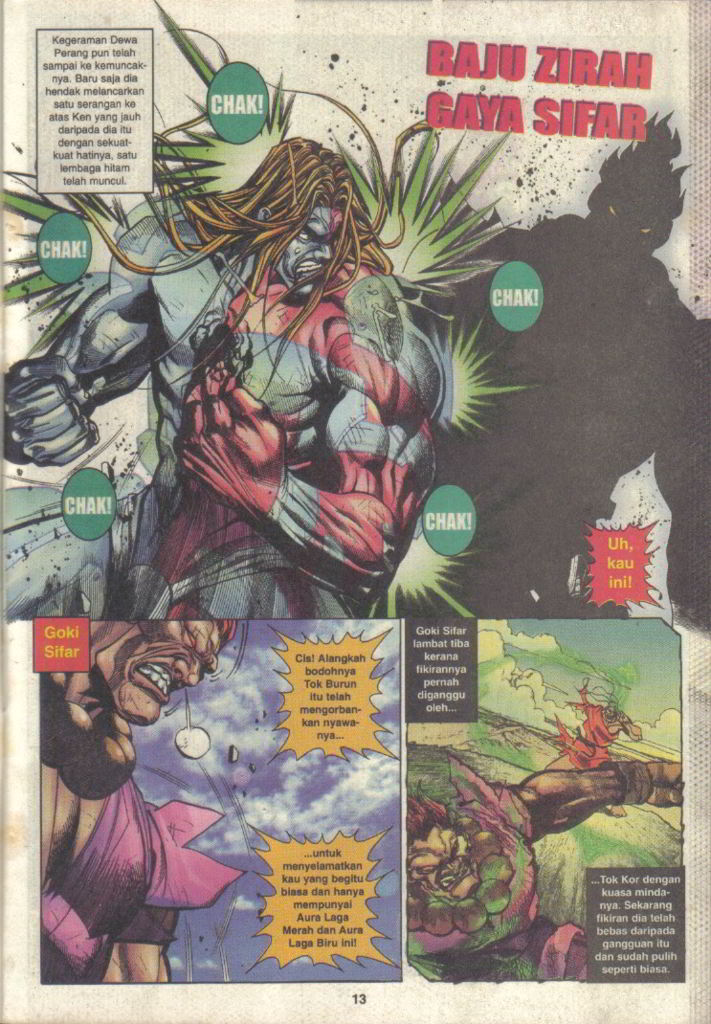 Kegeraman Dewa
Perang pun telah
sampai ke kemuncak-
nya. Baru saja dia
hendak melancarkan
satu serangan ke
atas Ken yang jauh
daripada dia itu
dengan sekuat-
kuat hatinya, satu
lembaga hitam
telah muncul.
BAJU ZIRAH
GAYA SIFAR
CHAK!
CHAK!
CHAK!
CHAK!
CHAK!
Uh,
kau
ini!
Goki
Sifar
Cis! Alangkah
bodohnya
Tok Burun
itu telah
mengorban-
kan nyawa-
nya...
...untuk
menyelamatkan
kau yang begitu
biasa dan hanya
mempunyai
Aura Laga
Merah dan Aura
Laga Biru ini!
Goki Sifar
lambat tiba
kerana
fikirannya
pernah
diganggu
oleh...
...Tok Kor dengan
kuasa minda-
nya. Sekarang
fikiran dia telah
bebas daripada
gangguan itu
dan sudah pulih
seperti biasa.
13